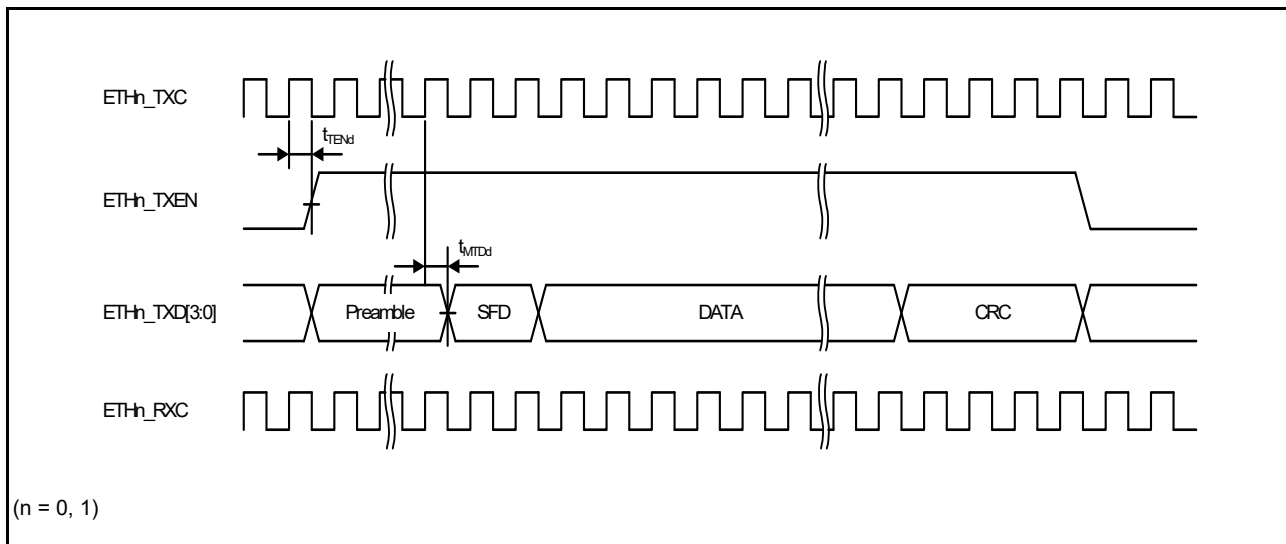 ETHn_TXC
tTENd
ETHn_TXEN
tMTDd
ETHn_TXD[3:0]
Preamble
SFD
DATA
CRC
ETHn_RXC
(n = 0, 1)